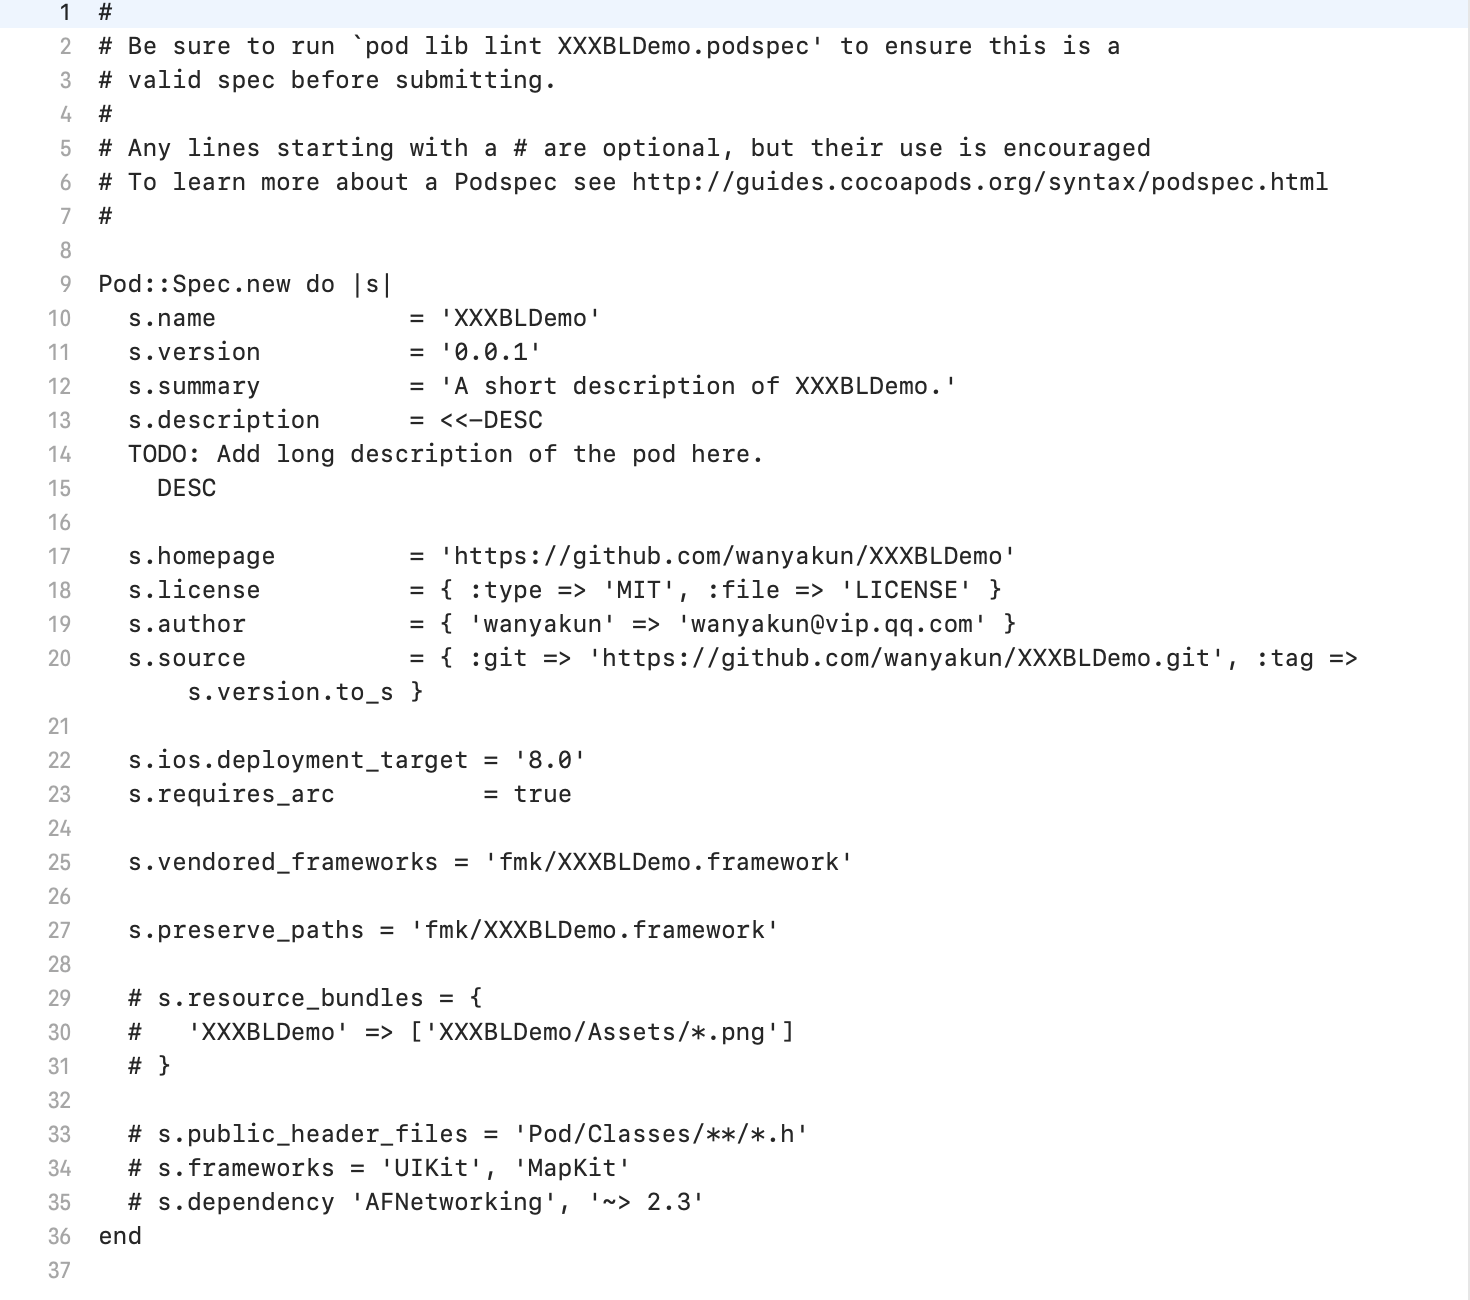 1 #
2 # Be sure to run `pod lib lint XXXBLDemo.podspec' to ensure this is a
3 # valid spec before submitting.
4 #
5 # Any lines starting with a # are optional, but their use is encouraged
6 # To learn more about a Podspec see http://guides.cocoapods.org/syntax/podspec.html
7 #
8
9 Pod::Spec.new do |s|
10   s.name             = 'XXXBLDemo'
11   s.version          = '0.0.1'
12   s.summary          = 'A short description of XXXBLDemo.'
13   s.description      = <<-DESC
14   TODO: Add long description of the pod here.
15     DESC
16
17   s.homepage         = 'https://github.com/wanyakun/XXXBLDemo'
18   s.license          = { :type => 'MIT', :file => 'LICENSE' }
19   s.author           = { 'wanyakun' => 'wanyakun@vip.qq.com' }
20   s.source           = { :git => 'https://github.com/wanyakun/XXXBLDemo.git', :tag =>
      s.version.to_s }
21
22   s.ios.deployment_target = '8.0'
23   s.requires_arc          = true
24
25   s.vendored_frameworks = 'fmk/XXXBLDemo.framework'
26
27   s.preserve_paths = 'fmk/XXXBLDemo.framework'
28
29   # s.resource_bundles = {
30   #   'XXXBLDemo' => ['XXXBLDemo/Assets/*.png']
31   # }
32
33   # s.public_header_files = 'Pod/Classes/**/*.h'
34   # s.frameworks = 'UIKit', 'MapKit'
35   # s.dependency 'AFNetworking', '~> 2.3'
36 end
37